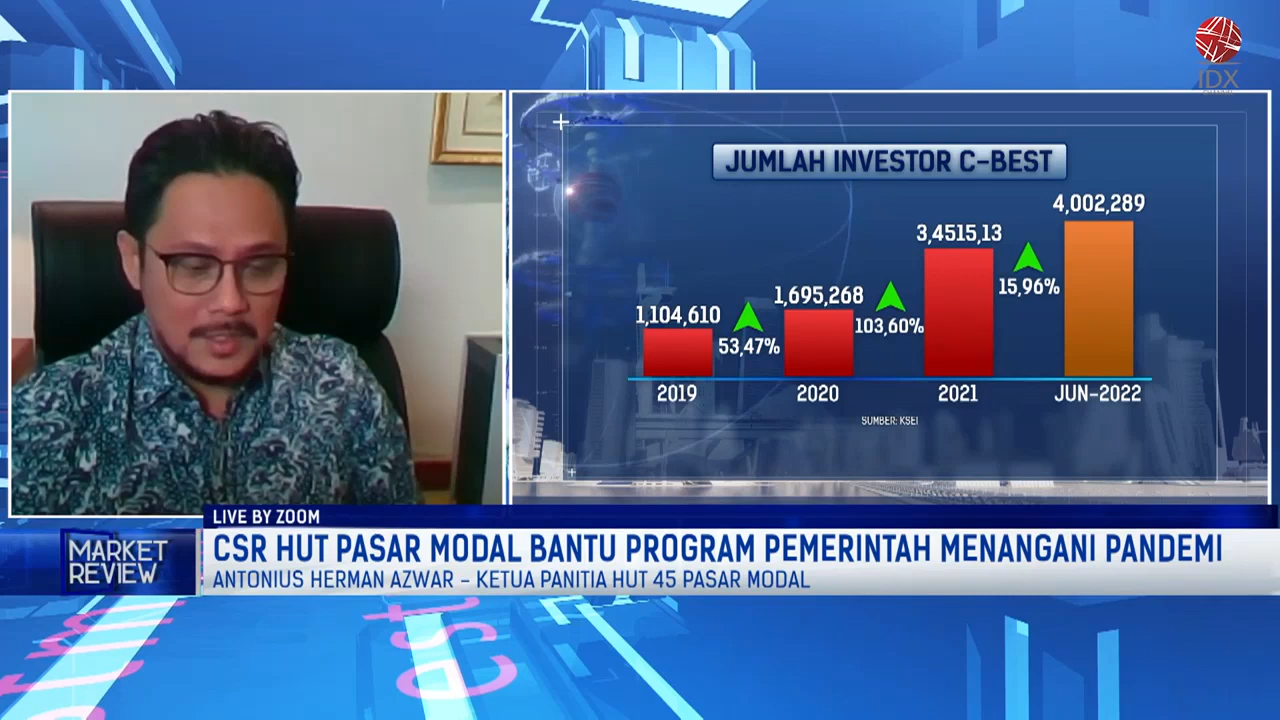 IDX
JUMLAH INVESTOR C-BEST
4,002,289
3,4515,13
15,96%
1,695,268
1,104,610
103,60%
53,47%
2019
2020
2021
JUN-2022
SUMBER: KSEI
LIVE BY ZOOM
MARKET
REVIEW
CSR HUT PASAR MODAL BANTU PROGRAM PEMERINTAH MENANGANI PANDEMI
ANTONIUS HERMAN AZWAR - KETUA PANITIA HUT 45 PASAR MODAL